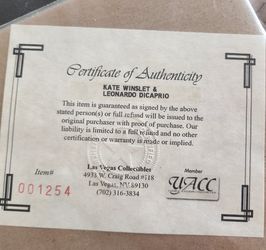 Certificate of Authenticity
KATE WINSLET &
LEONARDO DICAPRIO
This item is guaranteed as signed by the above
stated person(s) or full refund will be issued to the
original purchaser with proof of purchase. Our
liability is limited to a full refund and no other
certification or warranty is made or implied.
Las Vegas Collectibles
4933 W. Craig Road #118
Las Vegas, NV 89130
(702) 316-3834
Item#
001254
Member
UACC